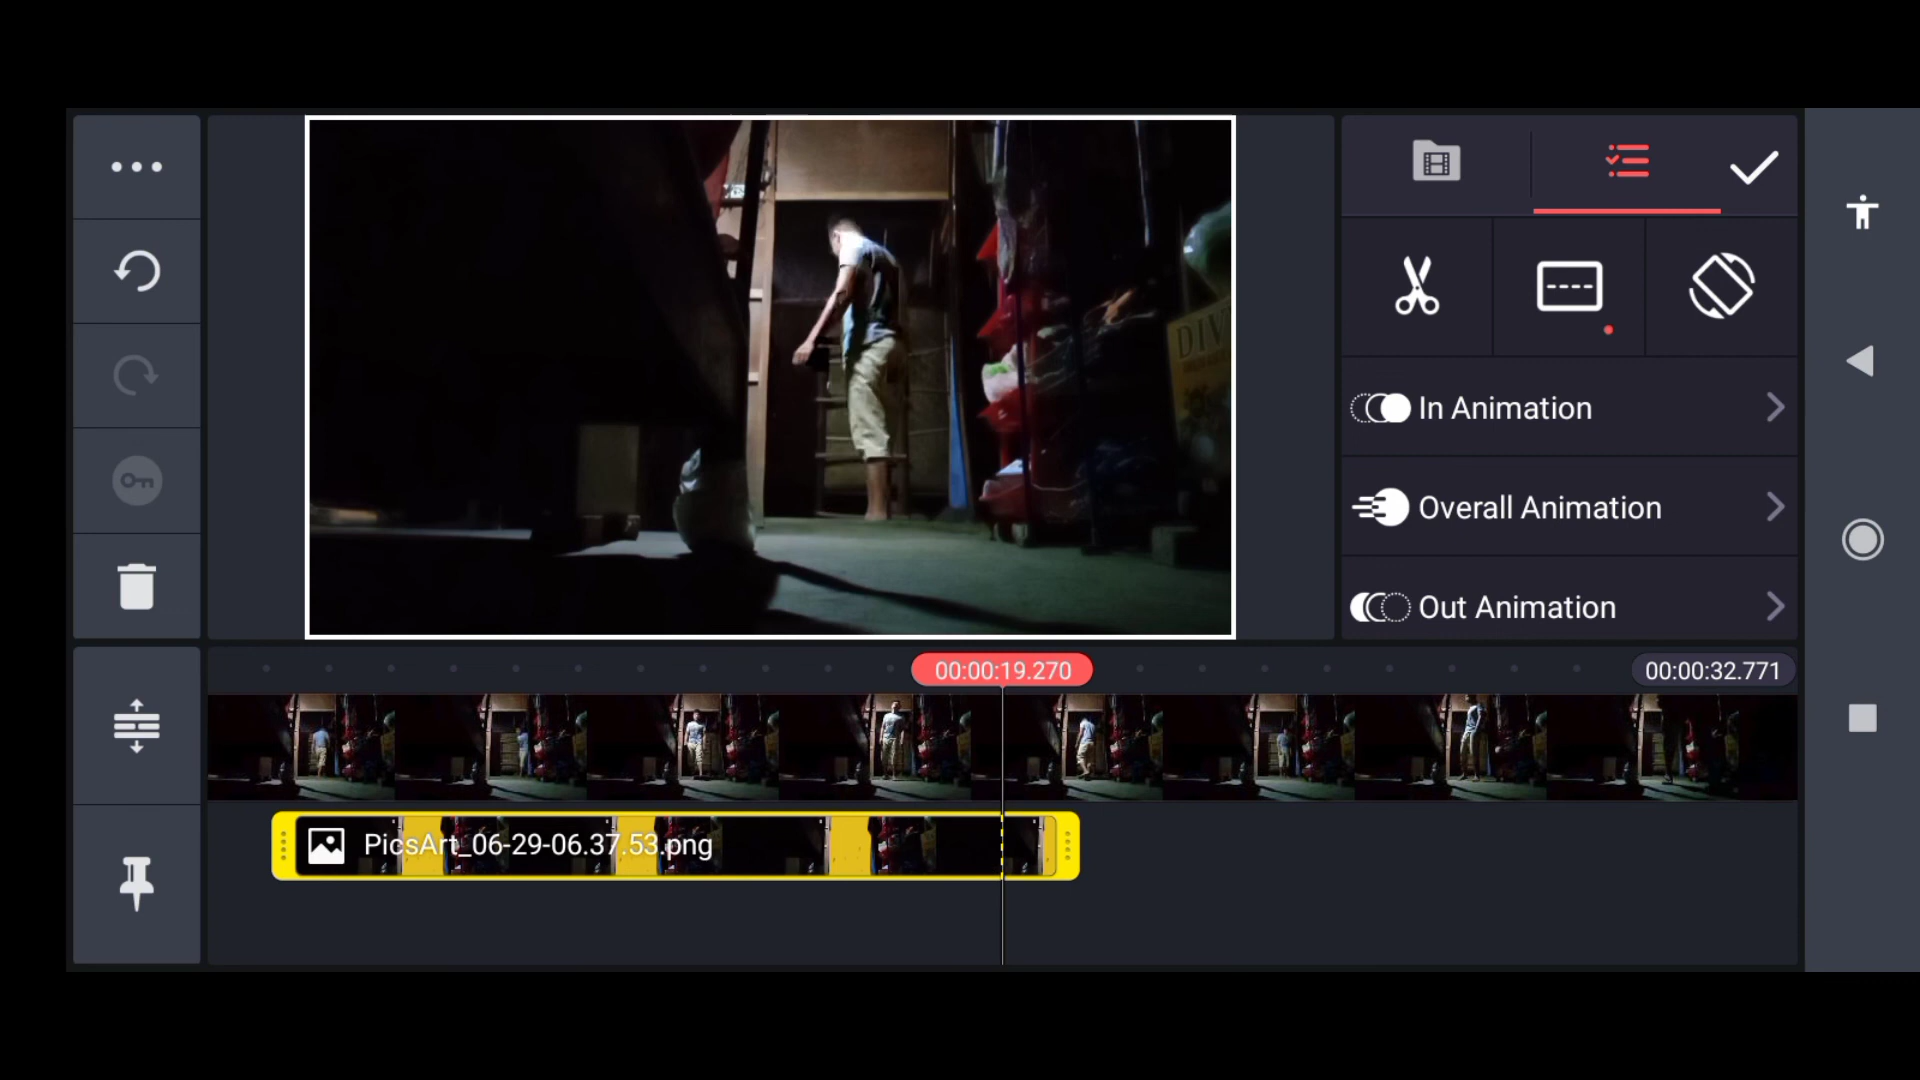 In Animation
Overall Animation
Out Animation
00:00:19.270
00:00:32.771
PicsArt_06-29-06.37.53.png
DIV